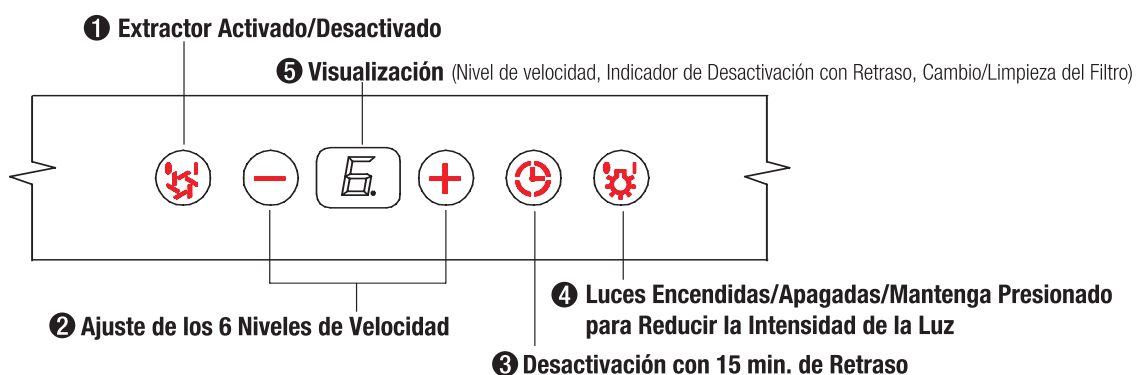 ❶ Extractor Activado/Desactivado
❺ Visualización (Nivel de velocidad, Indicador de Desactivación con Retraso, Cambio/Limpieza del Filtro)
6.
❹ Luces Encendidas/Apagadas/Mantenga Presionado
para Reducir la Intensidad de la Luz
❷ Ajuste de los 6 Niveles de Velocidad
❸ Desactivación con 15 min. de Retraso